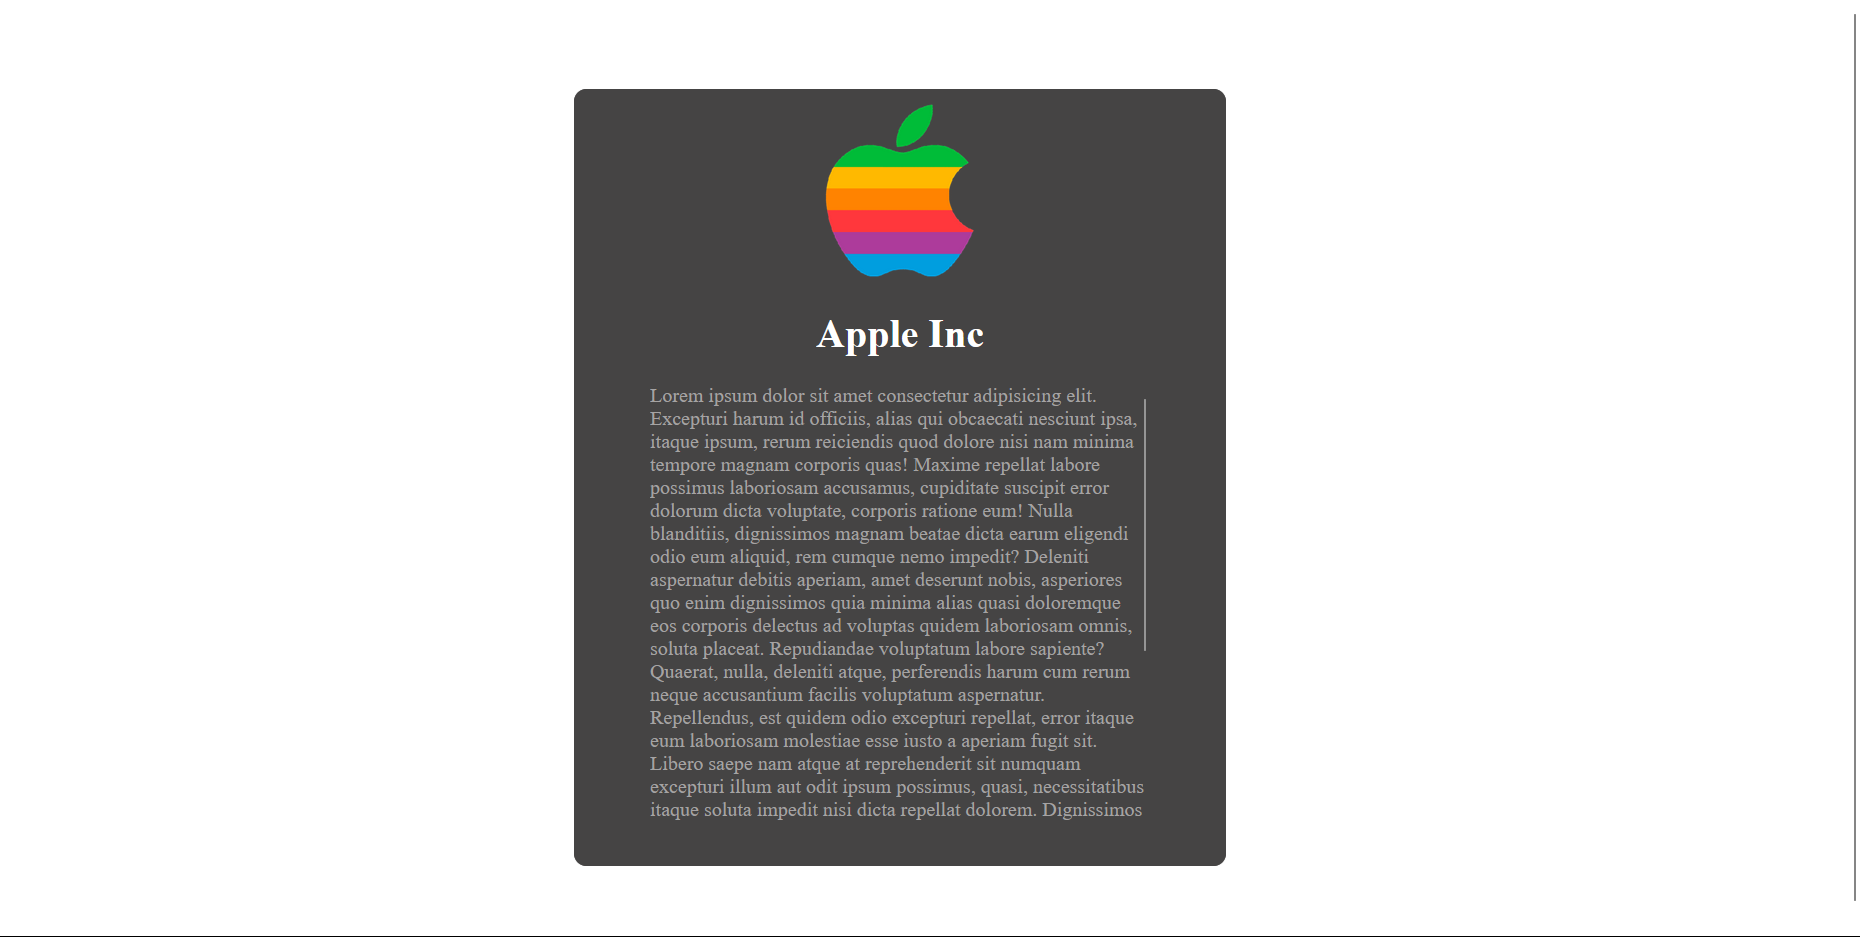 Apple Inc
Lorem ipsum dolor sit amet consectetur adipisicing elit.
Excepturi harum id officiis, alias qui obcaecati nesciunt ipsa,
itaque ipsum, rerum reiciendis quod dolore nisi nam minima
tempore magnam corporis quas! Maxime repellat labore
possimus laboriosam accusamus, cupiditate suscipit error
dolorum dicta voluptate, corporis ratione eum! Nulla
blanditiis, dignissimos magnam beatae dicta earum eligendi
odio eum aliquid, rem cumque nemo impedit? Deleniti
aspernatur debitis aperiam, amet deserunt nobis, asperiores
quo enim dignissimos quia minima alias quasi doloremque
eos corporis delectus ad voluptas quidem laboriosam omnis,
soluta placeat. Repudiandae voluptatum labore sapiente?
Quaerat, nulla, deleniti atque, perferendis harum cum rerum
neque accusantium facilis voluptatum aspernatur.
Repellendus, est quidem odio excepturi repellat, error itaque
eum laboriosam molestiae esse iusto a aperiam fugit sit.
Libero saepe nam atque at reprehenderit sit numquam
excepturi illum aut odit ipsum possimus, quasi, necessitatibus
itaque soluta impedit nisi dicta repellat dolorem. Dignissimos